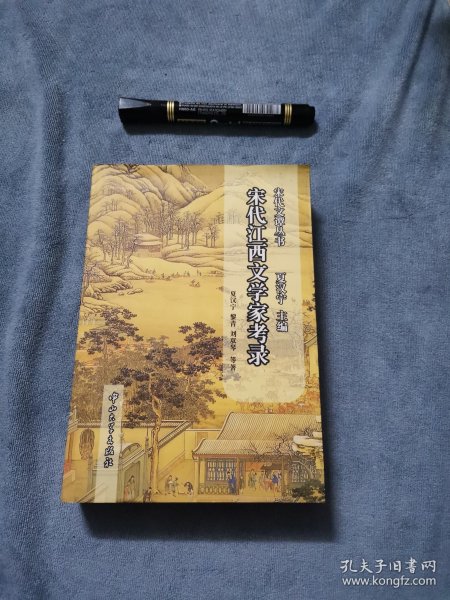 宋代文谭丛书 夏汉宁 主编
宋代江西文学家考录
夏汉宁 黎清 刘双琴 等著
中山大学出版社
孔夫子旧书网
www.kongfz.com